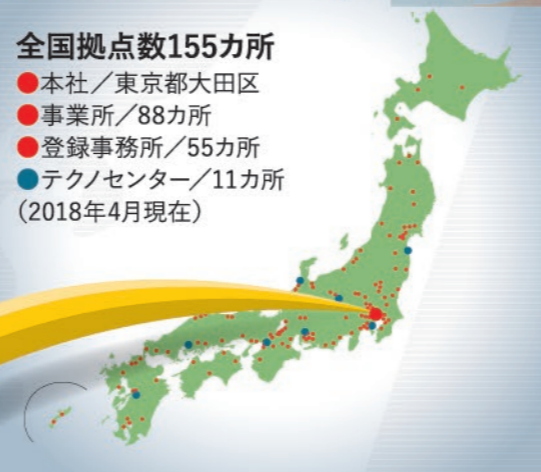 全国拠点数155カ所
●本社／東京都大田区
●事業所／88カ所
●登録事務所／55カ所
●テクノセンター／11カ所
（2018年4月現在）